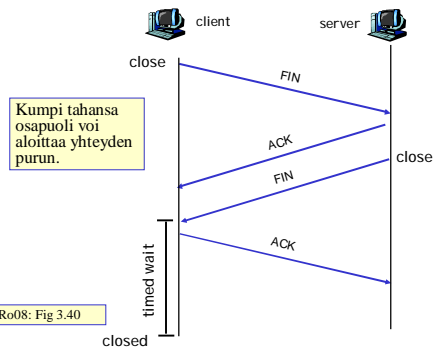 client
server
close
FIN
Kumpi tahansa
osapuoli voi
aloittaa yhteyden
purun.
ACK
close
FIN
timed wait
ACK
Ro08: Fig 3.40
closed